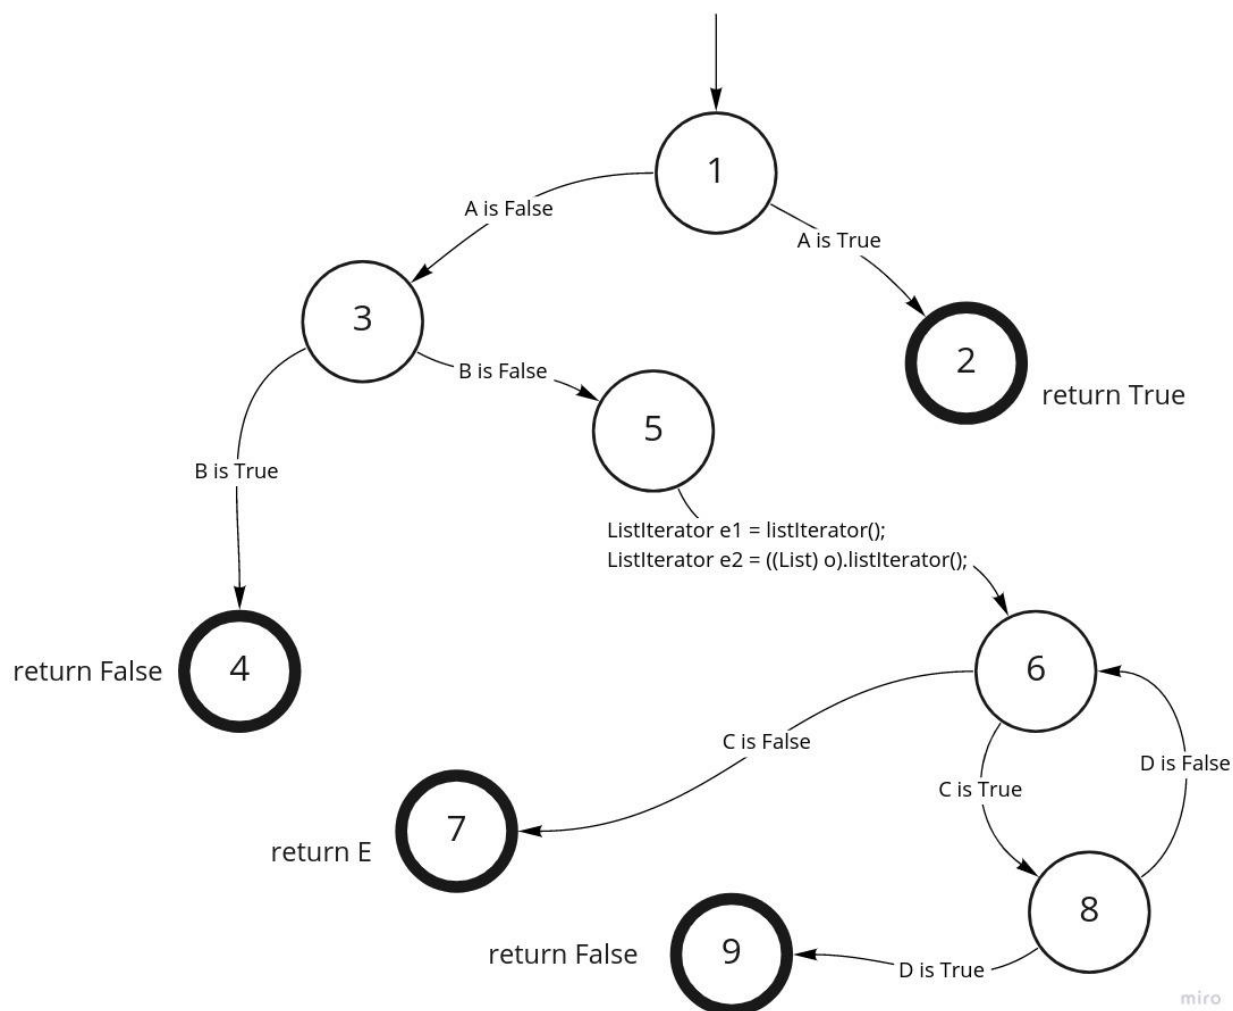 1
A is False
A is True
3
2
B is False
return True
5
B is True
ListIterator e1 = listIterator();
ListIterator e2 = ((List) o).listIterator();
return False
4
6
C is False
D is False
C is True
7
return E
8
return False
9
D is True
miro